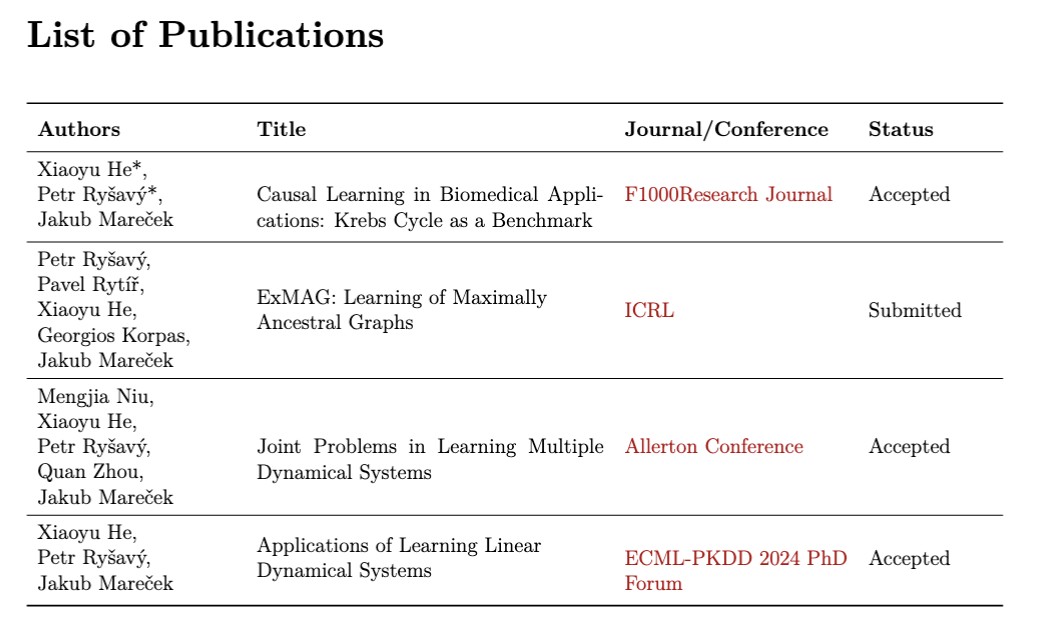 List of Publications
Authors Title Journal/Conference Status
Xiaoyu He*,
Petr Ryšavý*,
Jakub Mareček
Causal Learning in Biomedical Appli-
cations: Krebs Cycle as a Benchmark
F1000Research Journal
Accepted
Petr Ryšavý,
Pavel Rytíř,
Xiaoyu He,
Georgios Korpas,
Jakub Mareček
ExMAG: Learning of Maximally
Ancestral Graphs
ICRL
Submitted
Mengjia Niu,
Xiaoyu He,
Petr Ryšavý,
Quan Zhou,
Jakub Mareček
Joint Problems in Learning Multiple
Dynamical Systems
Allerton Conference
Accepted
Xiaoyu He,
Petr Ryšavý,
Jakub Mareček
Applications of Learning Linear
Dynamical Systems
ECML-PKDD 2024 PhD
Forum
Accepted